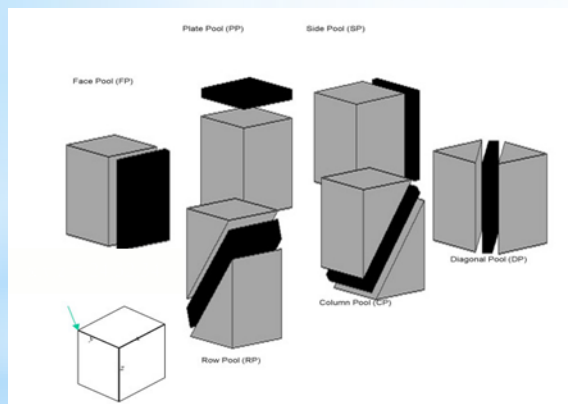 Plate Pool (PP)
Side Pool (SP)
Face Pool (FP)
Diagonal Pool (DP)
Column Pool (CP)
Row Pool (RP)